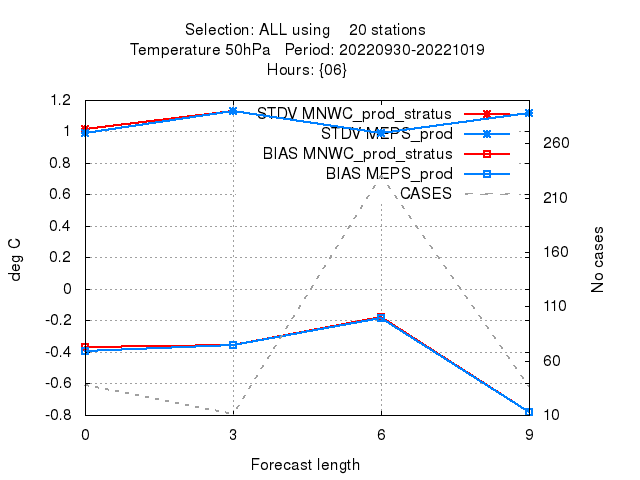 Selection: ALL using 20 stations
Temperature 50hPa Period: 20220930-20221019
Hours: {06}
STDV MNWC_prod_stratus
STDV MEPS_prod
BIAS MNWC_prod_stratus
BIAS MEPS_prod
CASES
1.2
1
0.8
0.6
0.4
0.2
0
-0.2
-0.4
-0.6
-0.8
deg C
260
210
160
110
60
10
No cases
0 3 6 9
Forecast length